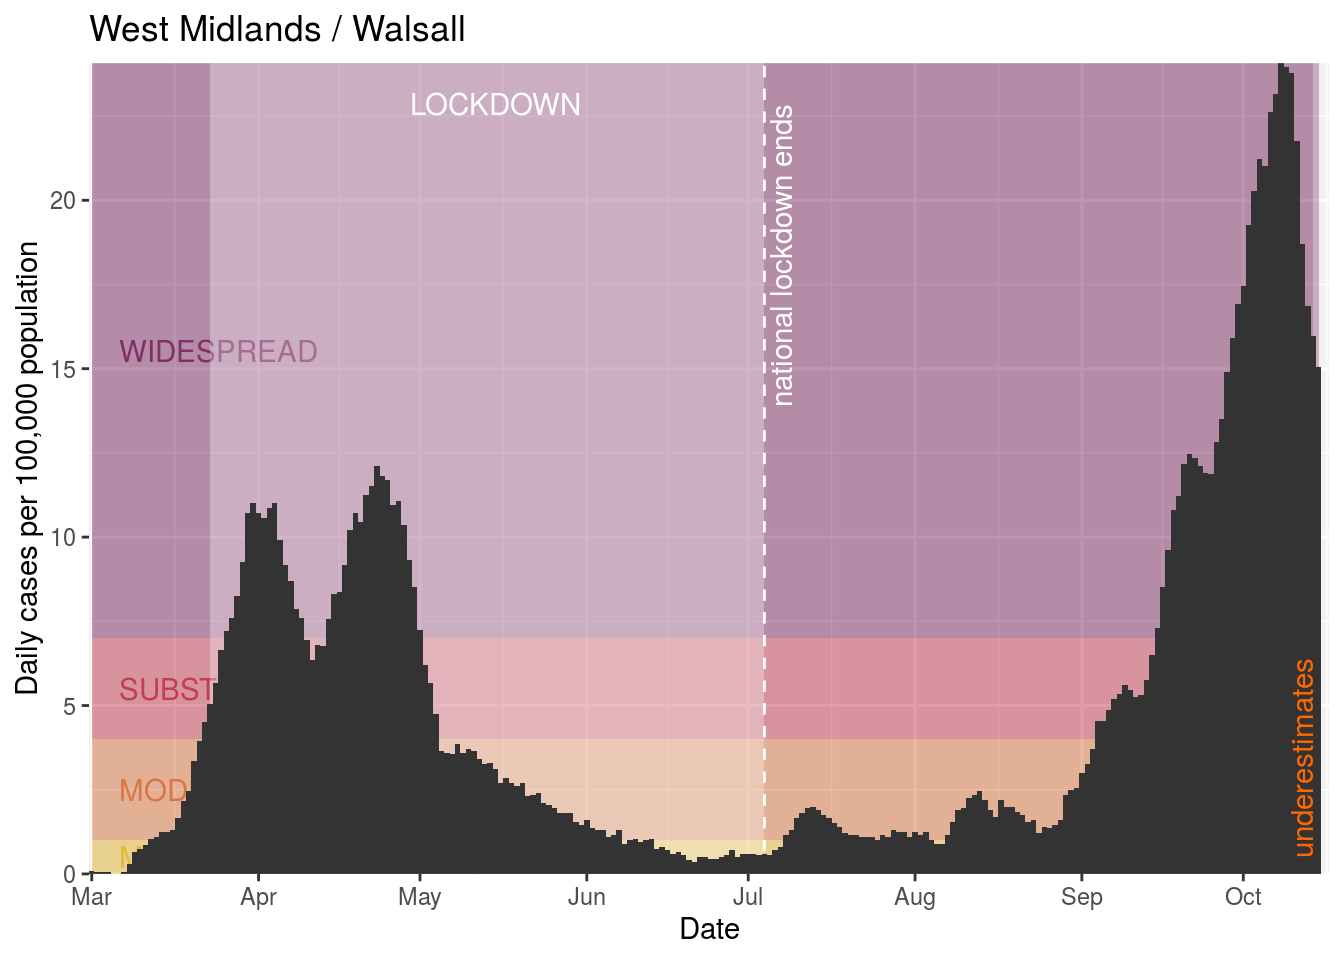 West Midlands / Walsall
LOCKDOWN
national lockdown ends
WIDESPREAD
SUBST
MOD
underestimates
Daily cases per 100,000 population
20
15
10
5
0
Mar
Apr
May
Jun
Jul
Aug
Sep
Oct
Date